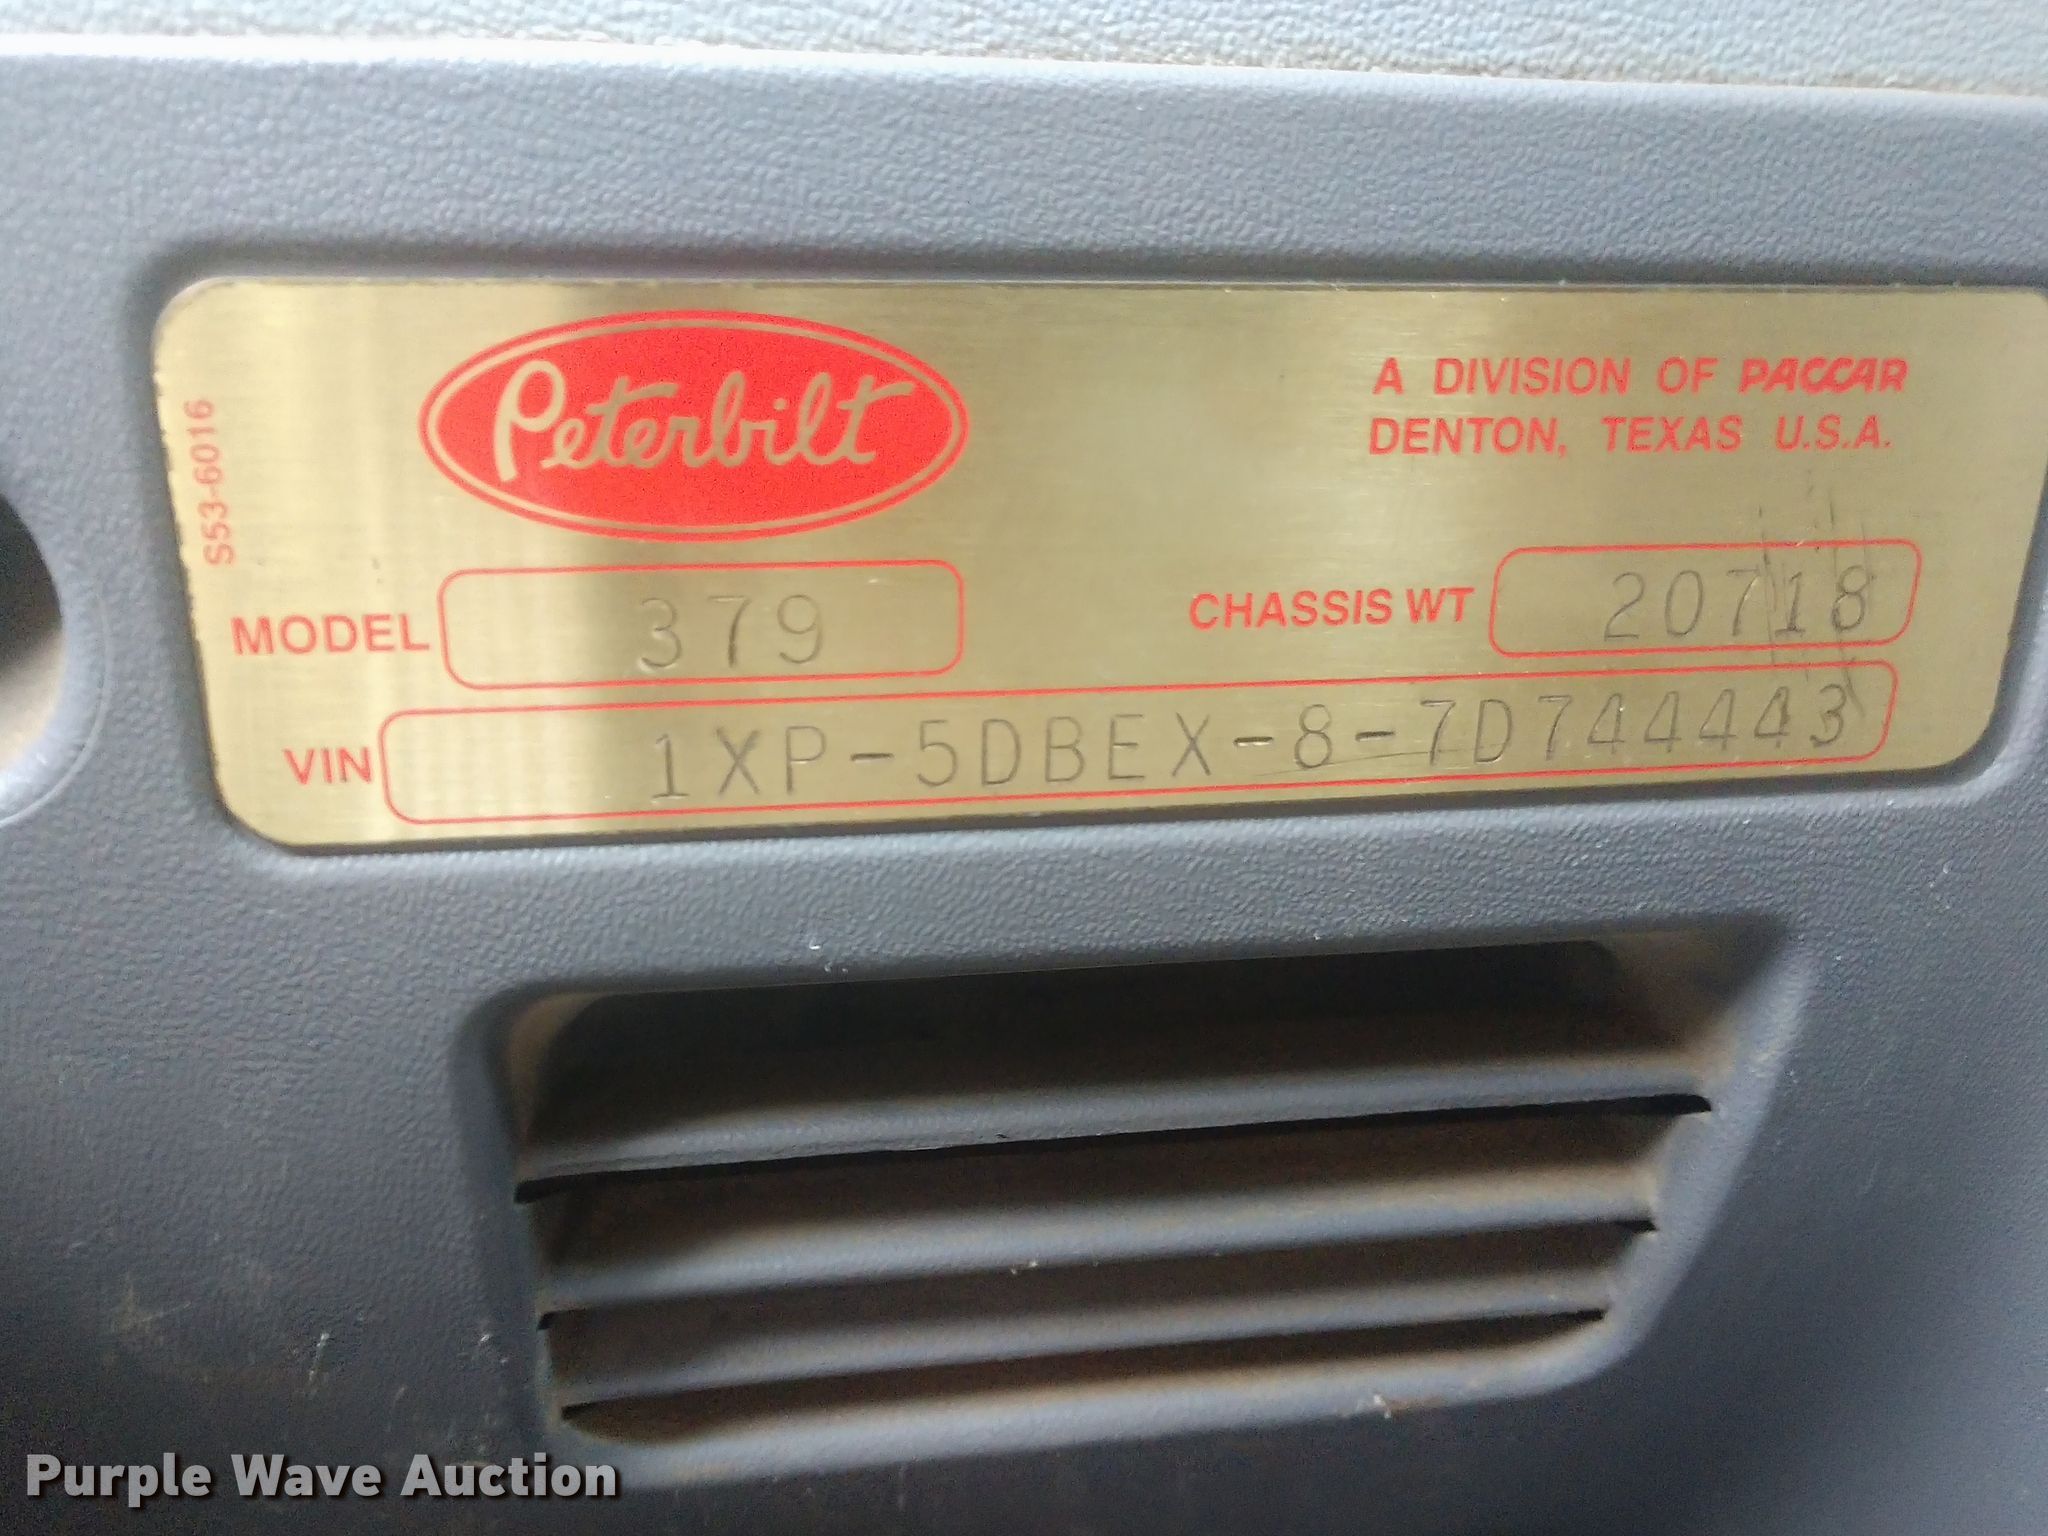 Peterbilt
A DIVISION OF PACCAR
DENTON, TEXAS U.S.A.
S53-6016
MODEL 379
CHASSIS WT 20718
VIN 1XP-5DBEX-8-7D744443
Purple Wave Auction